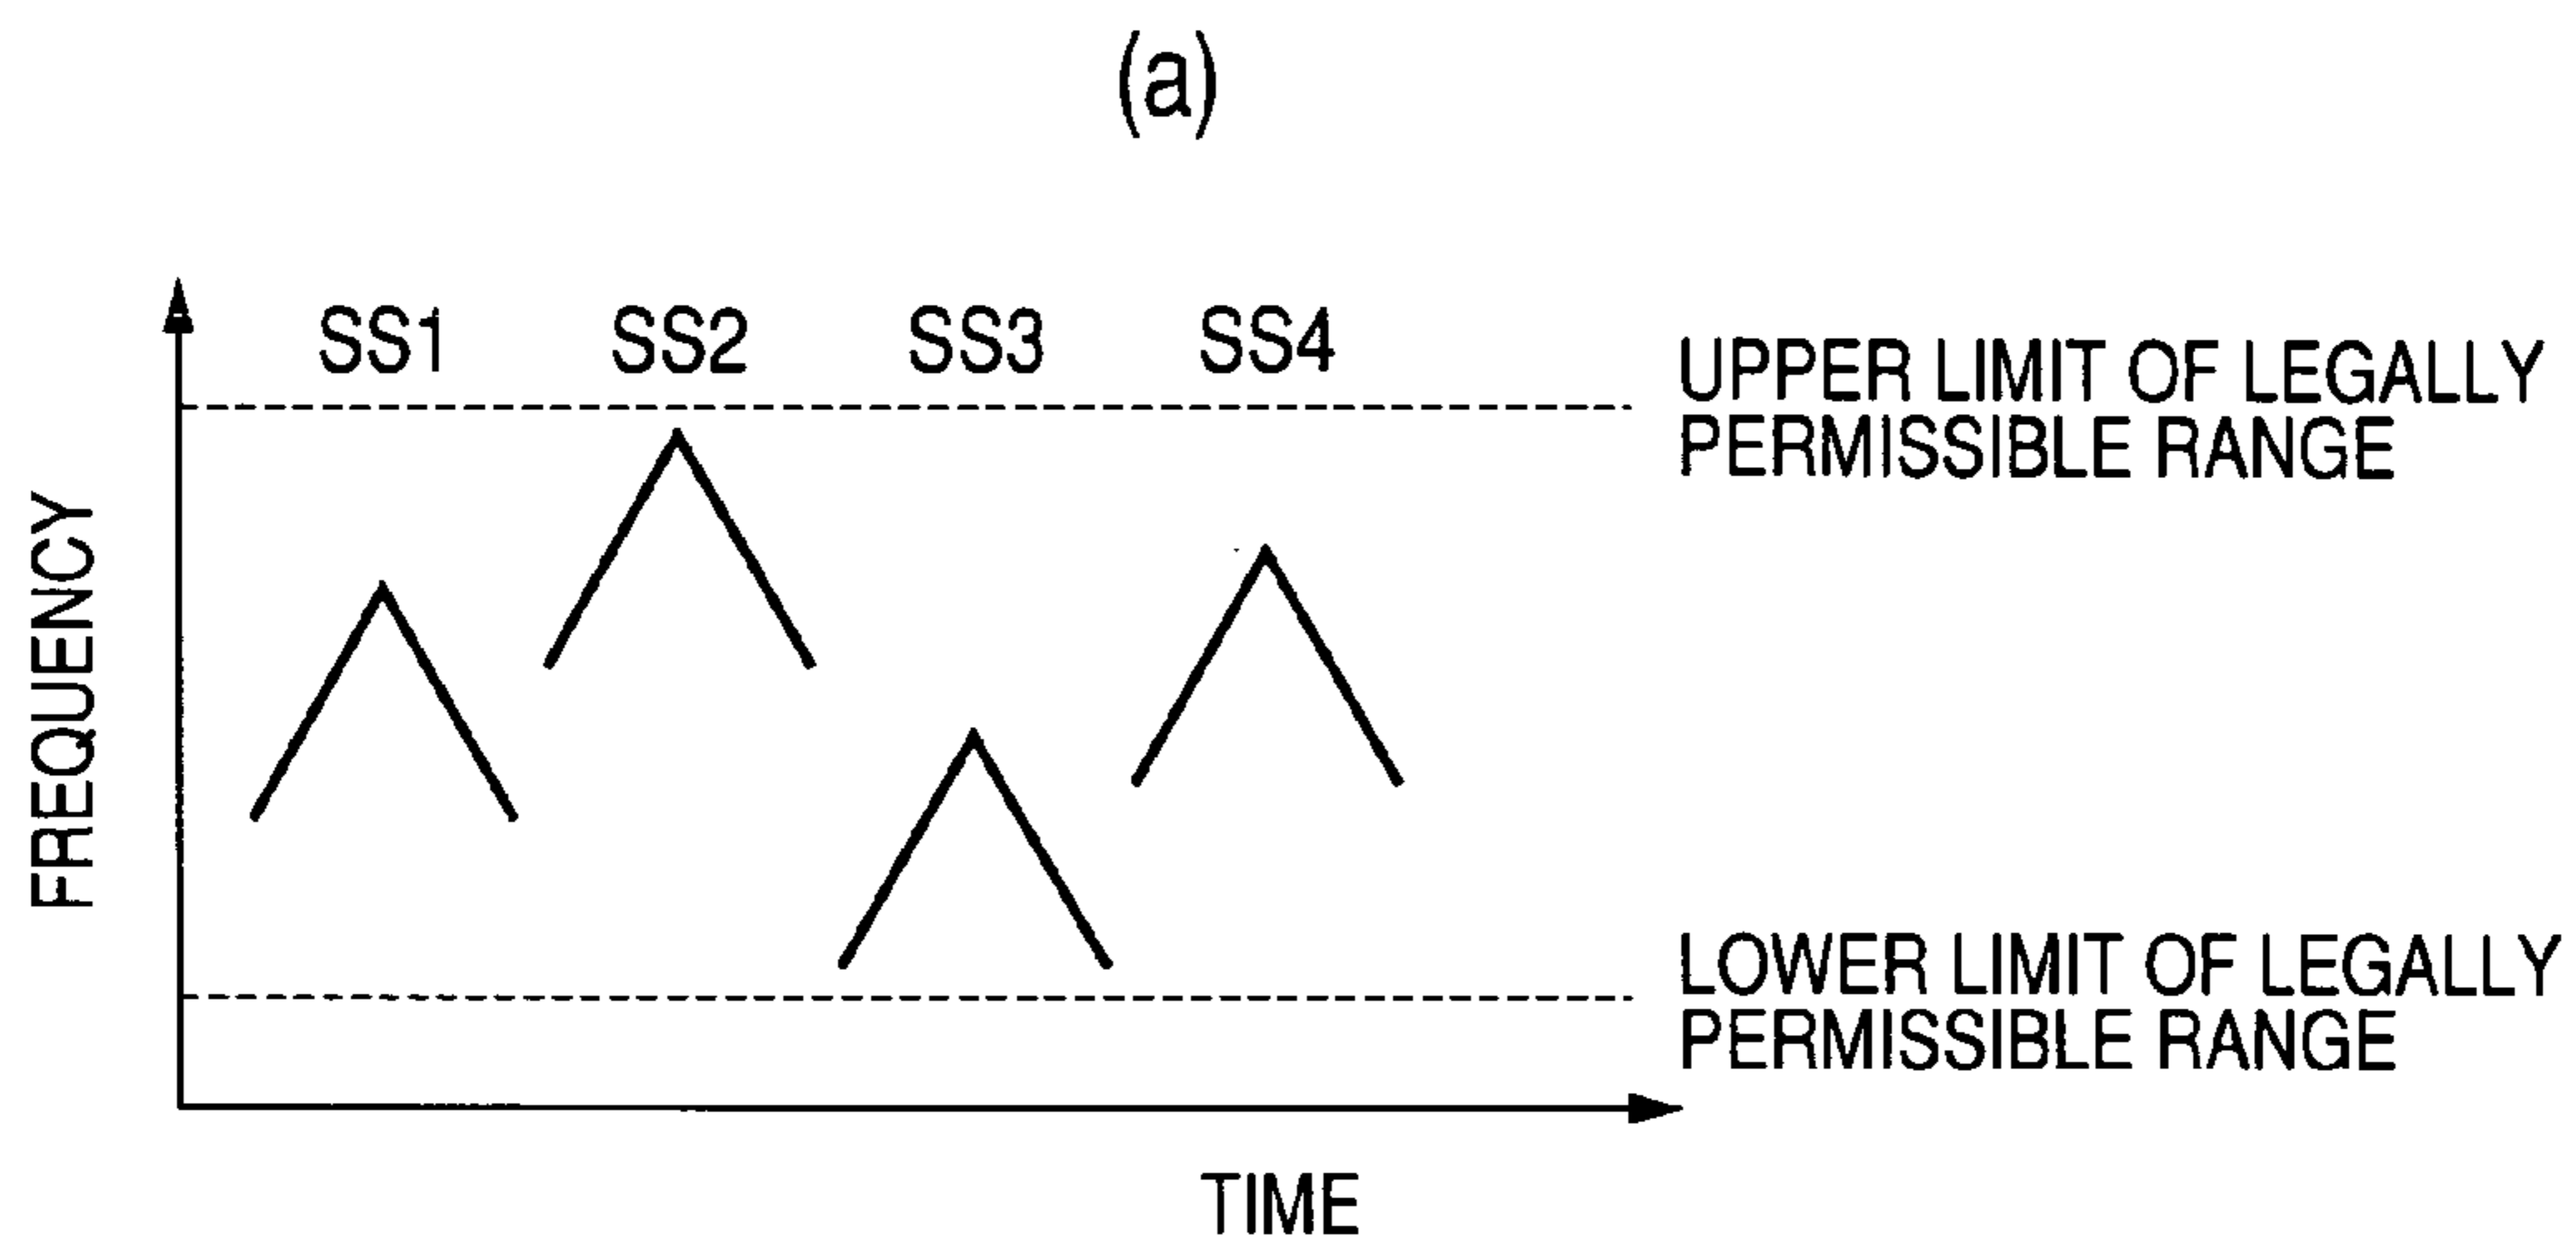 (a)
SS1 SS2 SS3 SS4
UPPER LIMIT OF LEGALLY
PERMISSIBLE RANGE
FREQUENCY
LOWER LIMIT OF LEGALLY
PERMISSIBLE RANGE
TIME